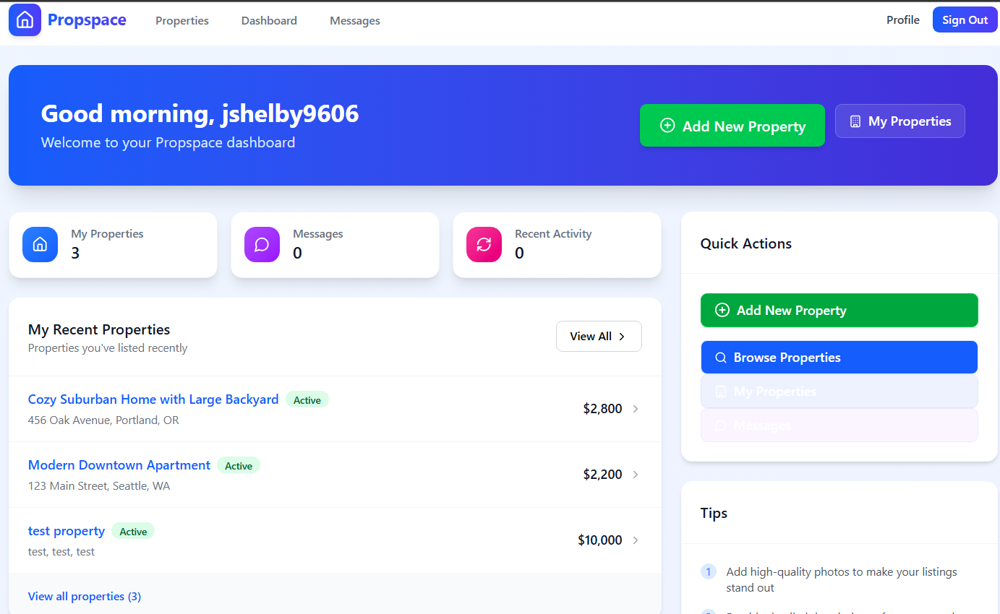 Propspace
Properties
Dashboard
Messages
Profile
Sign Out
Good morning, jshelby9606
Welcome to your Propspace dashboard
Add New Property
My Properties
My Properties
3
Messages
0
Recent Activity
0
My Recent Properties
Properties you've listed recently
View All
Cozy Suburban Home with Large Backyard Active
456 Oak Avenue, Portland, OR
$2,800
Modern Downtown Apartment Active
123 Main Street, Seattle, WA
$2,200
test property Active
test, test, test
$10,000
View all properties (3)
Quick Actions
Add New Property
Browse Properties
My Properties
Messages
Tips
1 Add high-quality photos to make your listings
stand out